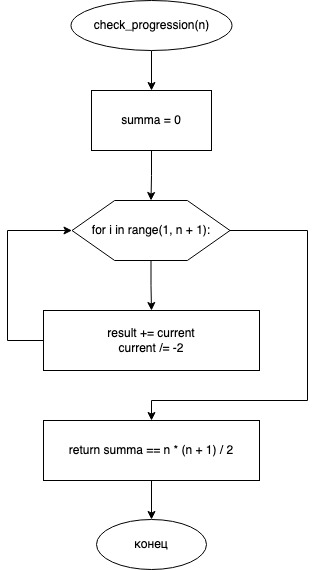 check_progression(n)
summa = 0
for i in range(1, n + 1):
result += current
current /= -2
return summa == n * (n + 1) / 2
конец